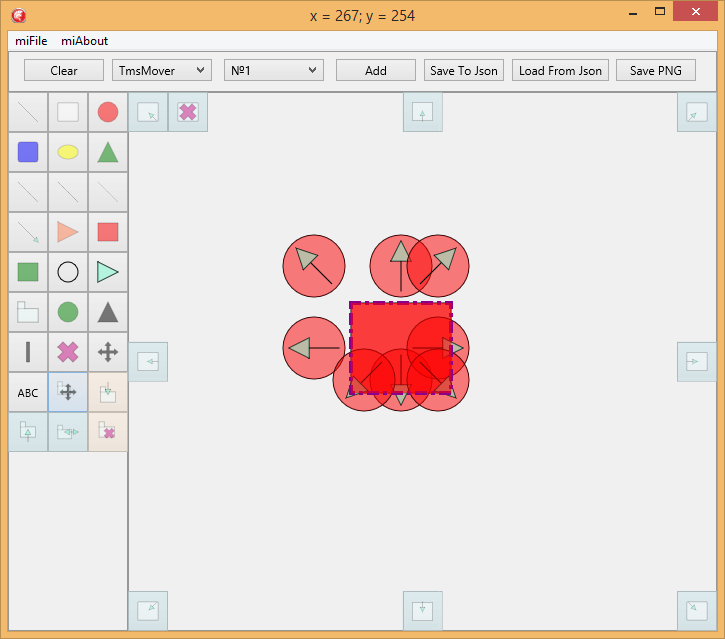 x = 267; y = 254
miFile miAbout
Clear TmsMover №1 Add Save To Json Load From Json Save PNG
ABC